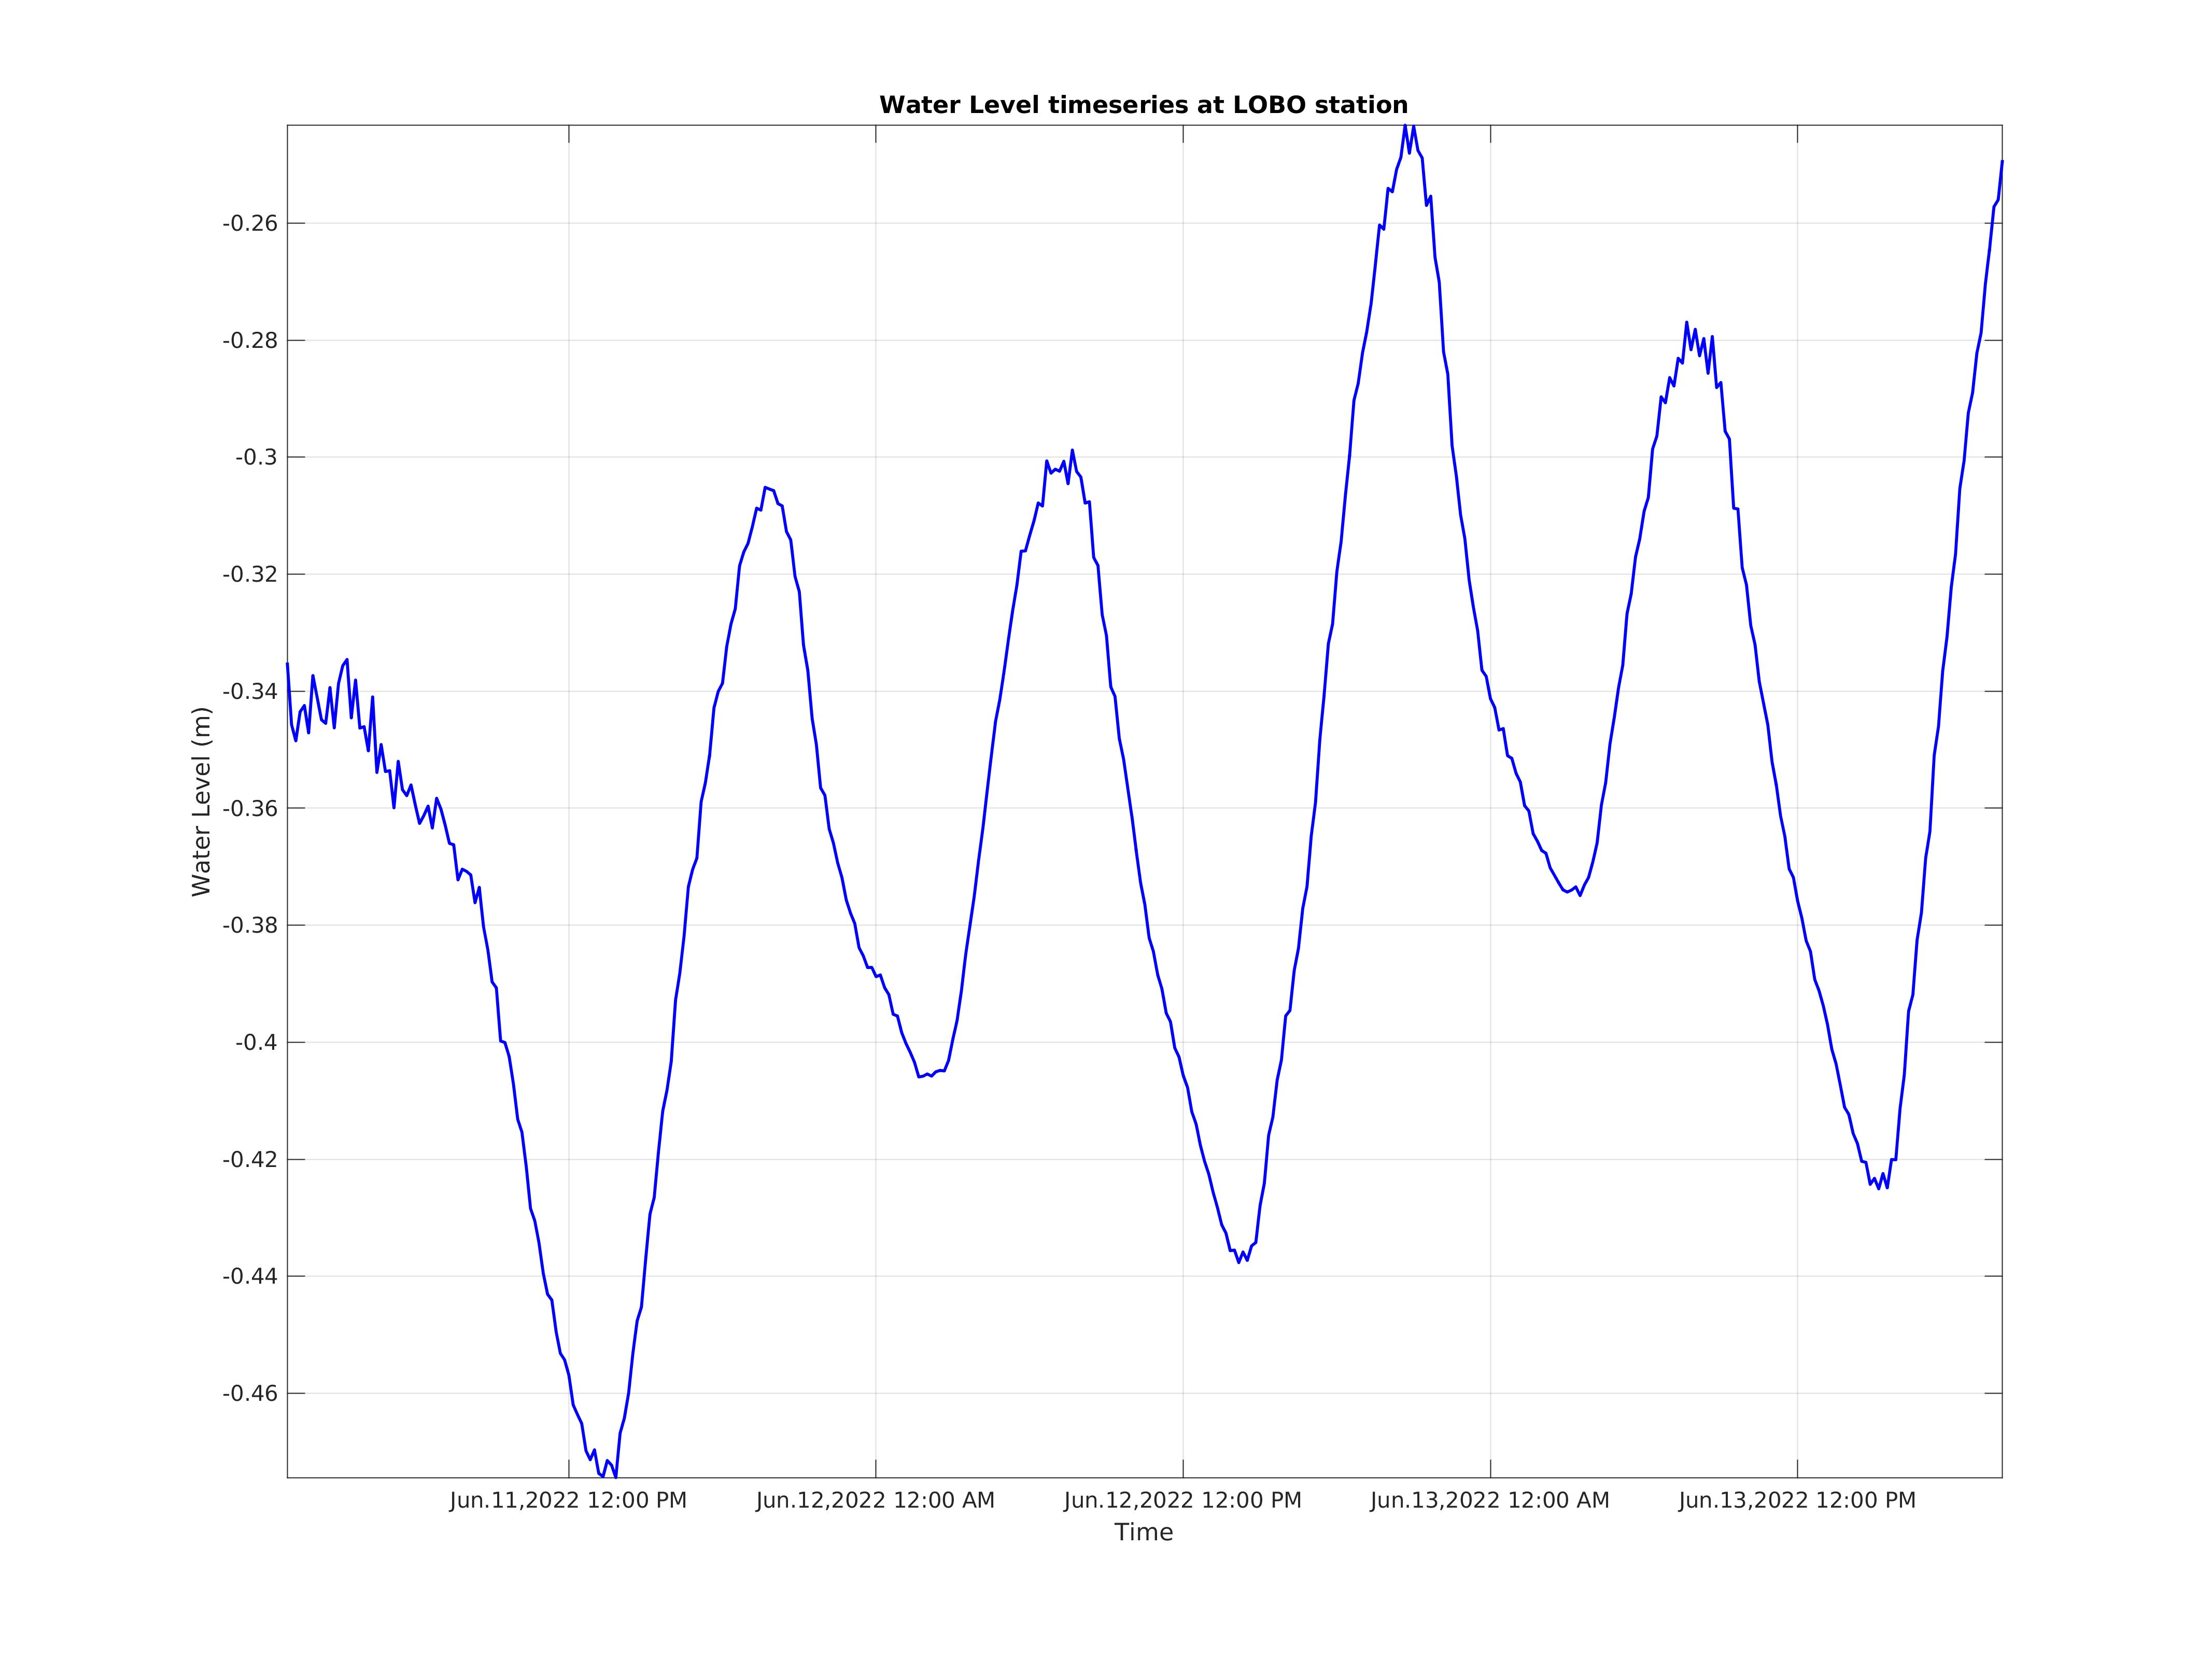 Water Level timeseries at LOBO station
-0.26
-0.28
-0.3
-0.32
-0.34
-0.36
-0.38
-0.4
-0.42
-0.44
-0.46
Water Level (m)
Jun.11,2022 12:00 PM
Jun.12,2022 12:00 AM
Jun.12,2022 12:00 PM
Jun.13,2022 12:00 AM
Jun.13,2022 12:00 PM
Time